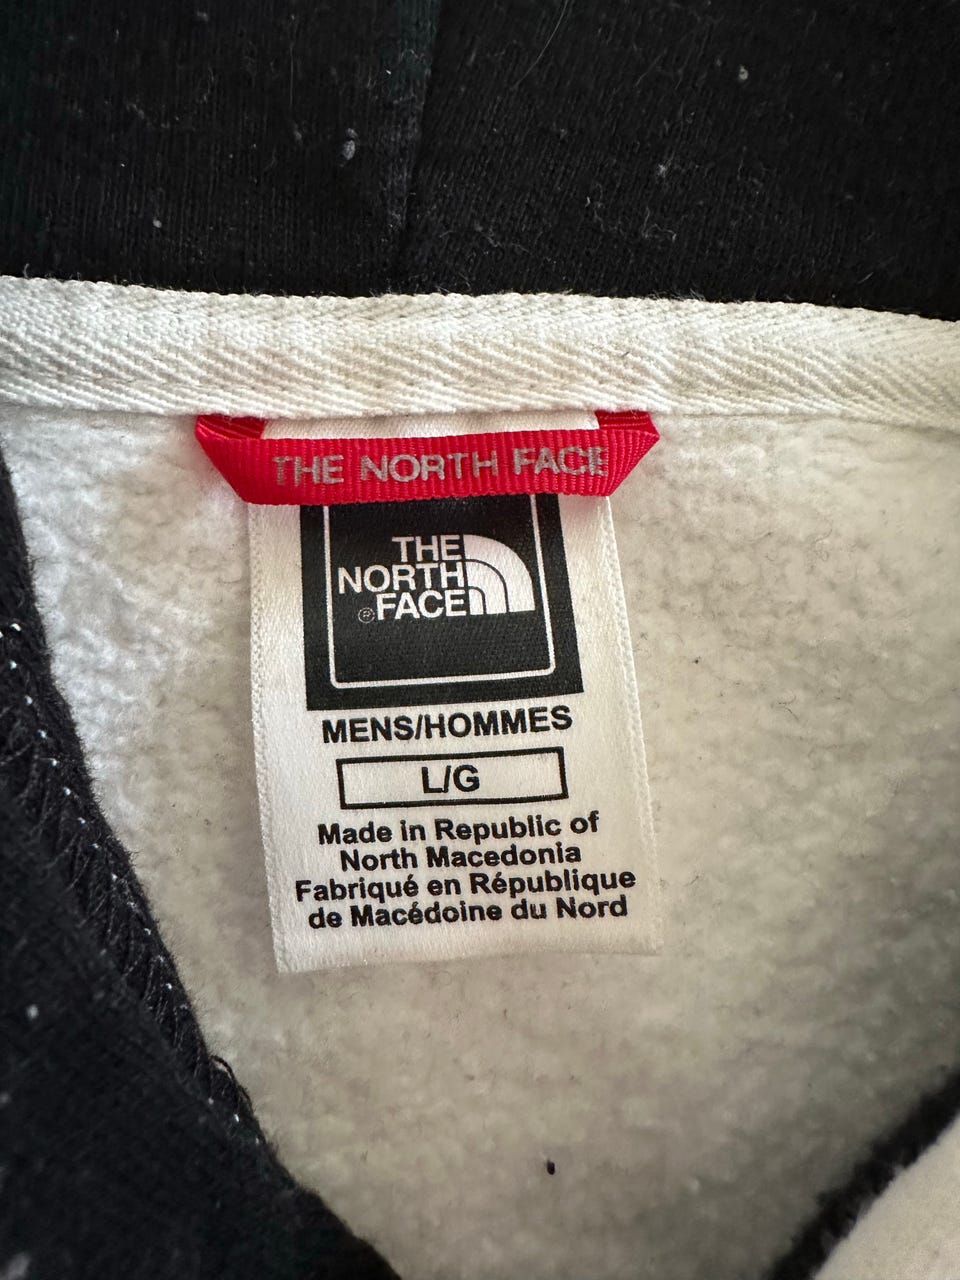 THE NORTH FACE
THE
NORTH
®FACE
MENS/HOMMES
L/G
Made in Republic of
North Macedonia
Fabriqué en République
de Macédoine du Nord